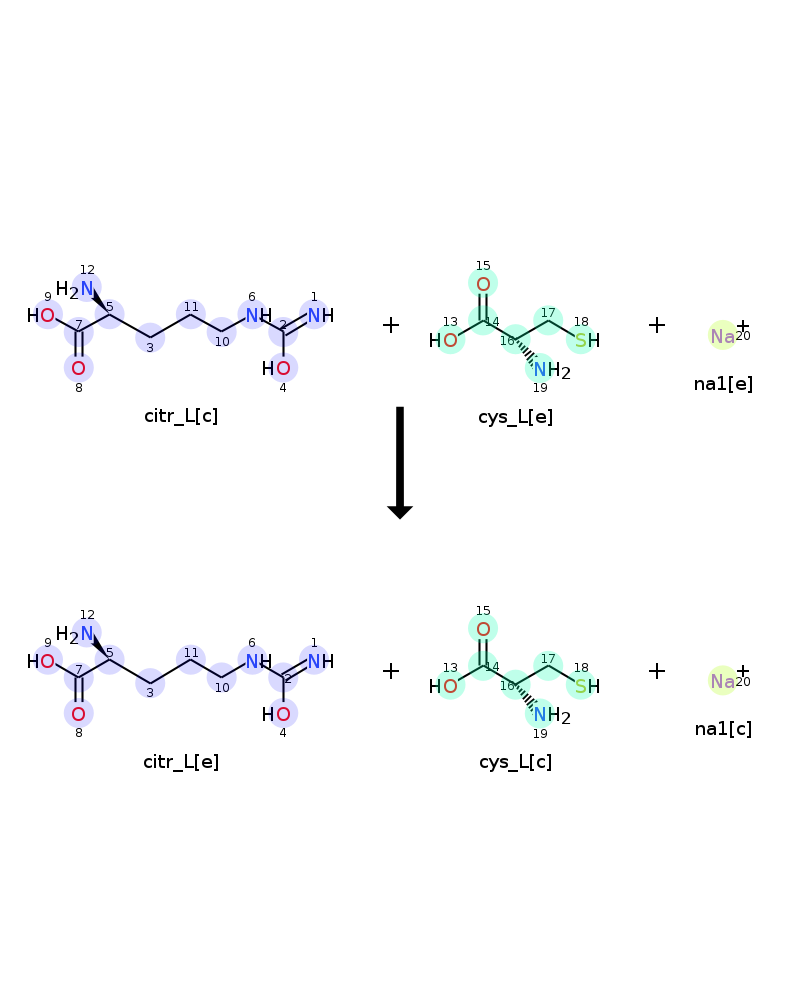 12
9 H2N 5 11 6 1
HO 7 NH 2 NH
3 10
O HO
8 4
citr_L[c]
+
15
O
13 14 17 18
HO 16 SH
NH2
19
cys_L[e]
+
Na+
20
na1[e]
12
9 H2N 5 11 6 1
HO 7 NH 2 NH
3 10
O HO
8 4
citr_L[e]
+
15
O
13 14 17 18
HO 16 SH
NH2
19
cys_L[c]
+
Na+
20
na1[c]